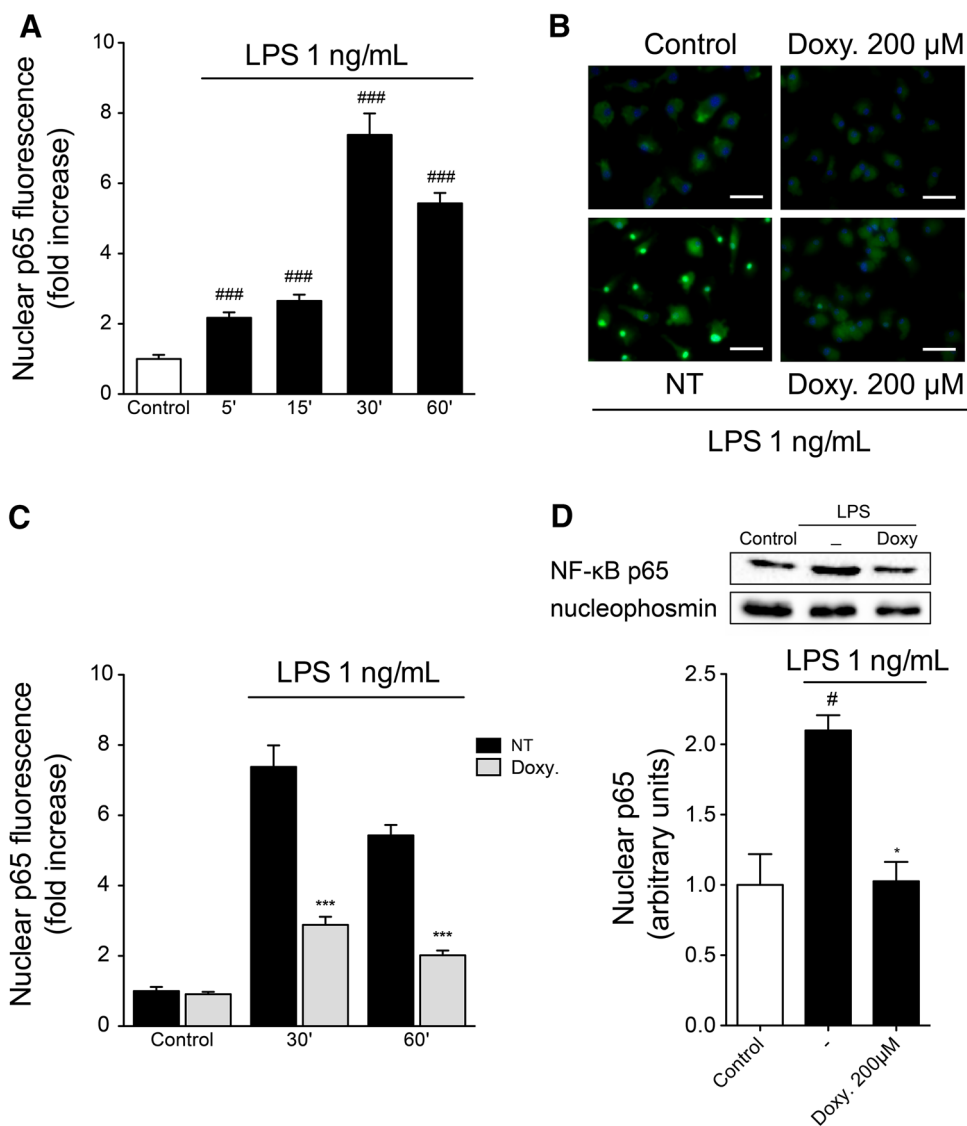 A
LPS 1 ng/mL
Nuclear p65 fluorescence
(fold increase)
10
8
6
4
2
0
###
###
###
###
Control 5' 15' 30' 60'
B
Control Doxy. 200 µM
NT Doxy. 200 µM
LPS 1 ng/mL
C
LPS 1 ng/mL
Nuclear p65 fluorescence
(fold increase)
10
8
6
4
2
0
***
***
NT
Doxy.
Control 30' 60'
D
LPS
Control – Doxy
NF-κB p65
nucleophosmin
LPS 1 ng/mL
Nuclear p65
(arbitrary units)
2.5
2.0
1.5
1.0
0.5
0.0
#
*
Control - Doxy. 200µM